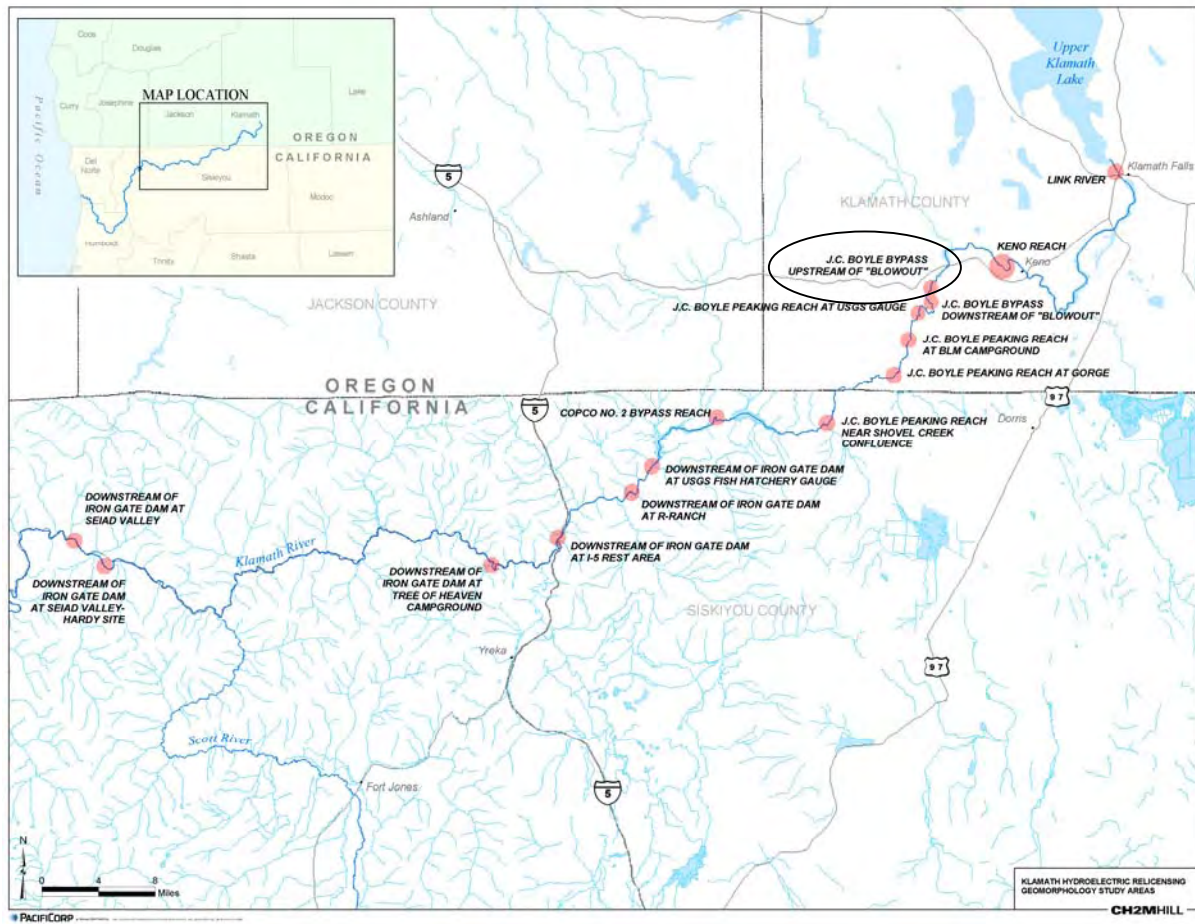 Coos
Douglas
Curry
Josephine
Jackson
Klamath
Lake
MAP LOCATION
OREGON
CALIFORNIA
Pacific Ocean
Del
Norte
Siskiyou
Modoc
Humboldt
Trinity
Shasta
Lassen
Upper
Klamath
Lake
5
Ashland
LINK RIVER
Klamath Falls
KLAMATH COUNTY
KENO REACH
Keno
J.C. BOYLE BYPASS
UPSTREAM OF "BLOWOUT"
JACKSON COUNTY
J.C. BOYLE PEAKING REACH AT USGS GAUGE
J.C. BOYLE BYPASS
DOWNSTREAM OF "BLOWOUT"
J.C. BOYLE PEAKING REACH
AT BLM CAMPGROUND
J.C. BOYLE PEAKING REACH AT GORGE
OREGON
CALIFORNIA
97
5
COPCO NO. 2 BYPASS REACH
J.C. BOYLE PEAKING REACH
NEAR SHOVEL CREEK
CONFLUENCE
Dorris
DOWNSTREAM OF IRON GATE DAM
AT USGS FISH HATCHERY GAUGE
DOWNSTREAM OF IRON GATE DAM
AT R-RANCH
DOWNSTREAM OF
IRON GATE DAM AT
SEIAD VALLEY
Klamath River
DOWNSTREAM OF IRON GATE DAM
AT I-5 REST AREA
DOWNSTREAM OF
IRON GATE DAM
AT SEIAD VALLEY-
HARDY SITE
DOWNSTREAM OF
IRON GATE DAM AT
TREE OF HEAVEN
CAMPGROUND
SISKIYOU COUNTY
Yreka
97
Scott River
Fort Jones
5
N
0 4 8
Miles
KLAMATH HYDROELECTRIC RELICENSING
GEOMORPHOLOGY STUDY AREAS
PACIFICORP
CH2MHILL